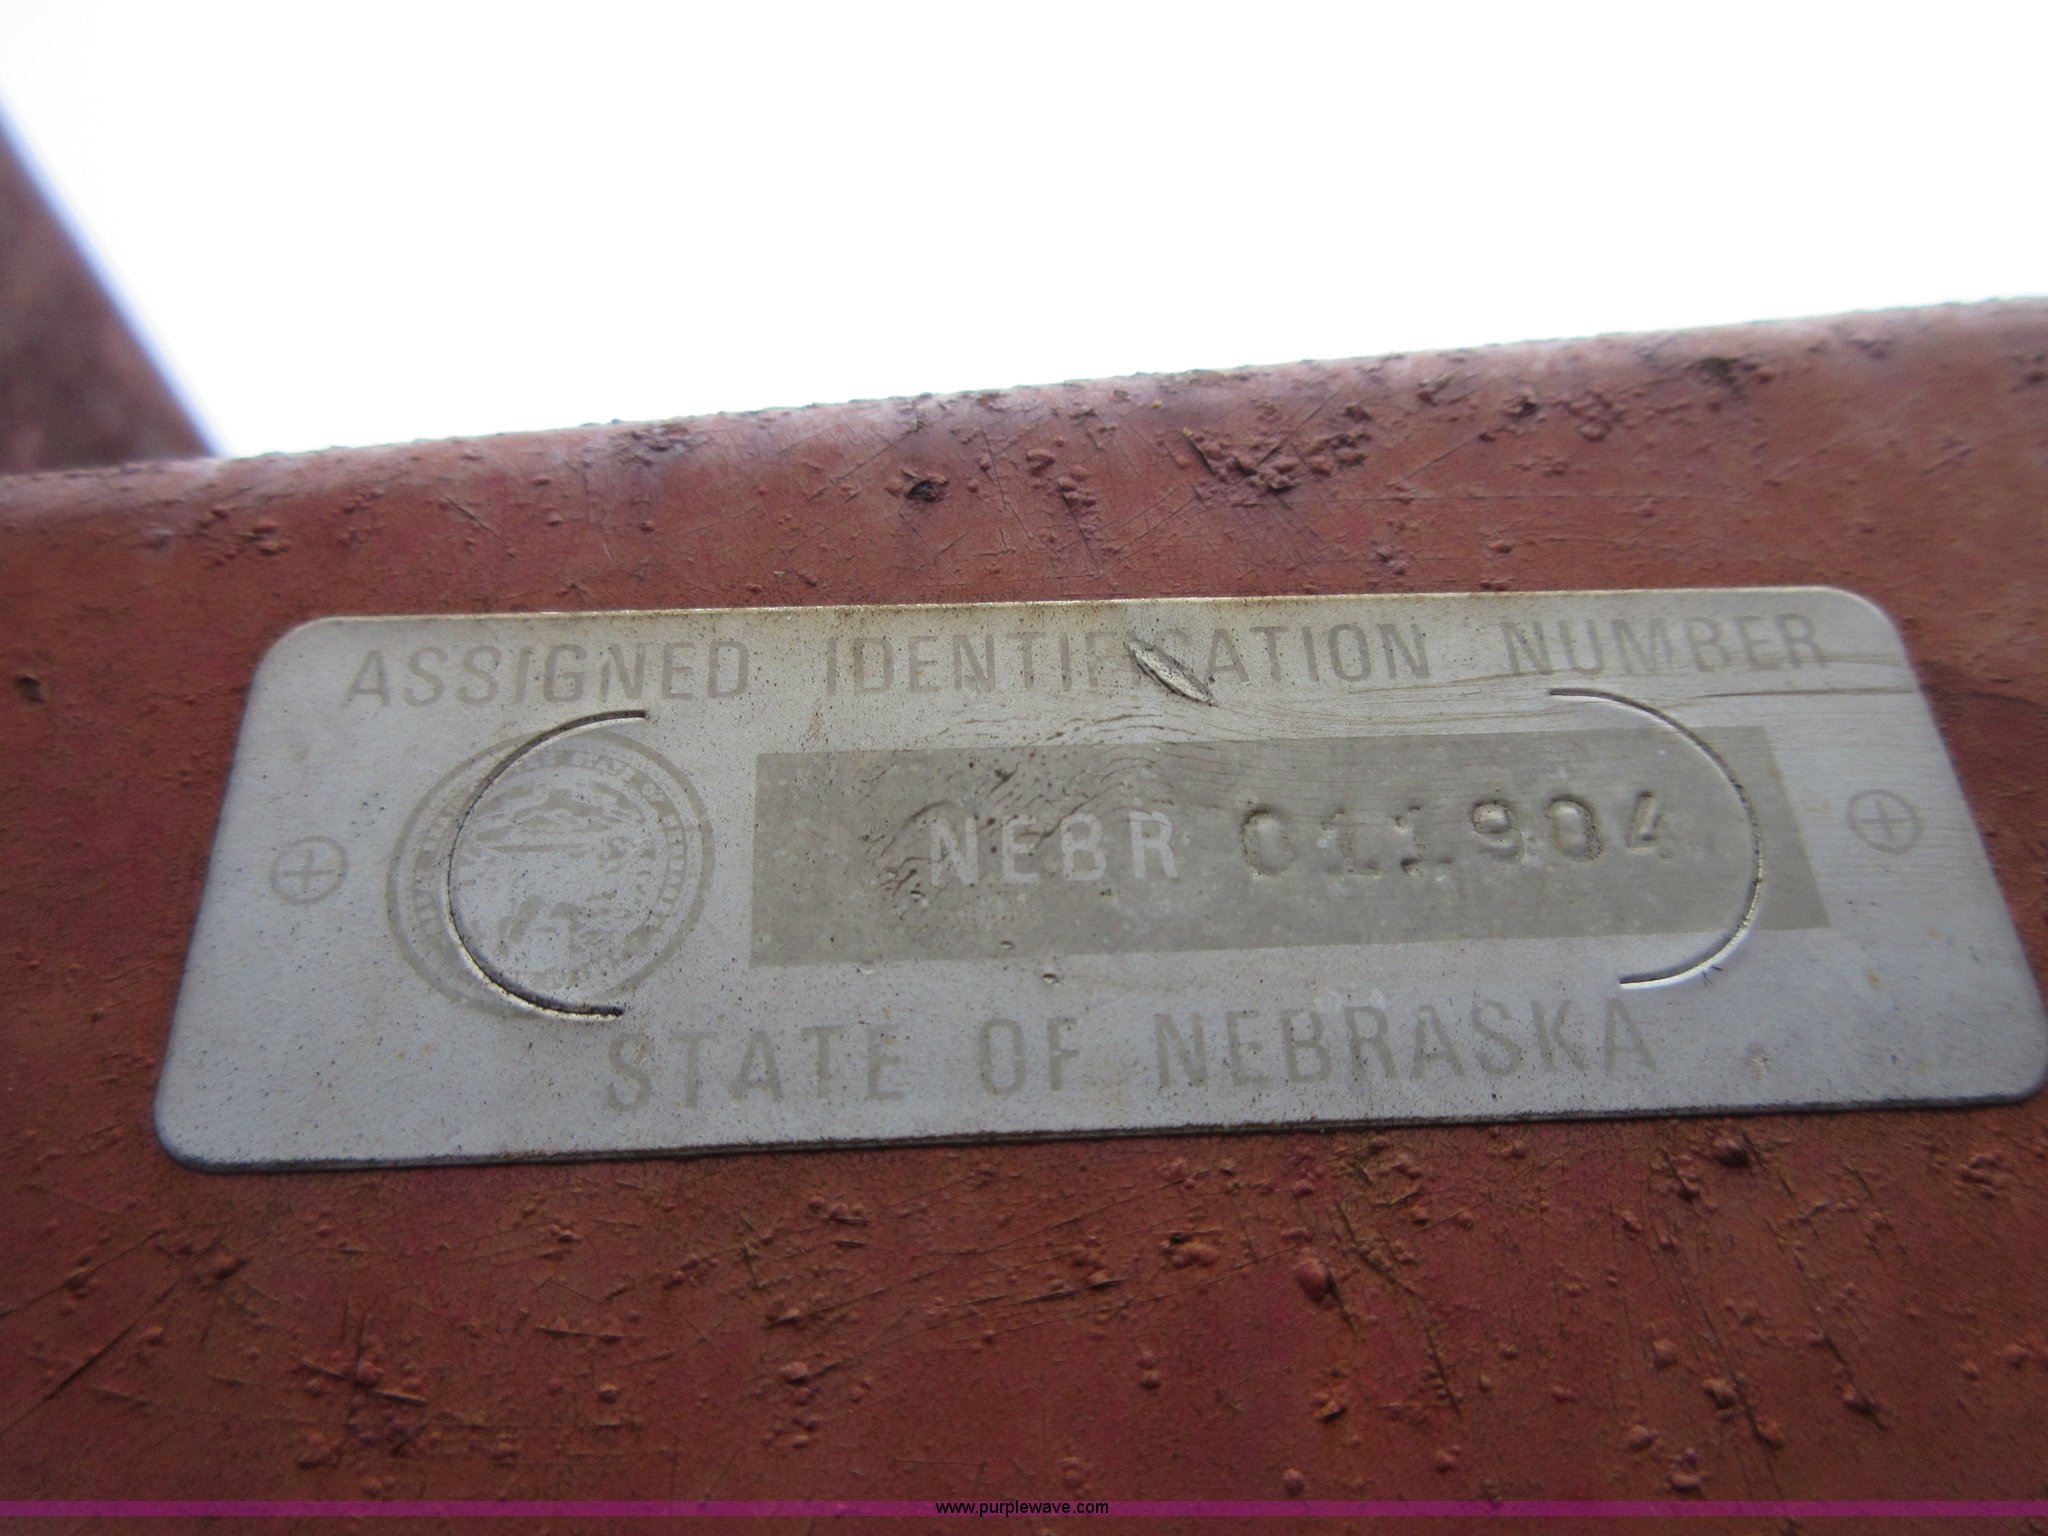 ASSIGNED IDENTIFICATION NUMBER
NEBR 011904
STATE OF NEBRASKA
www.purplewave.com